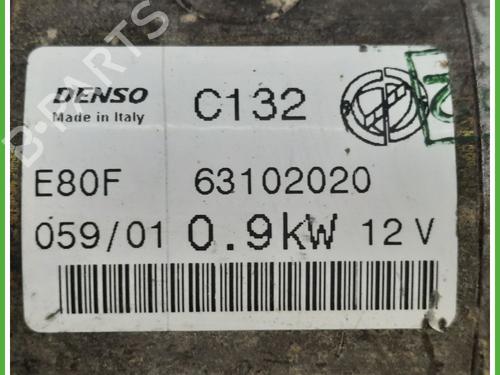 DENSO
Made in Italy
C132
E80F 63102020
059/01 0.9kW 12 V
B-PARTS